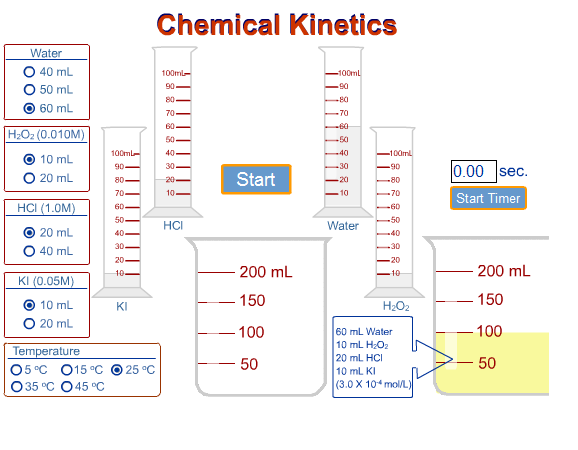 Chemical Kinetics
Water
40 mL
50 mL
60 mL
H₂O₂ (0.010M)
10 mL
20 mL
HCl (1.0M)
20 mL
40 mL
KI (0.05M)
10 mL
20 mL
Temperature
5 ºC 15 ºC 25 ºC
35 ºC 45 ºC
100mL
90
80
70
60
50
40
30
20
10
KI
100mL
90
80
70
60
50
40
30
20
10
HCl
Start
100mL
90
80
70
60
50
40
30
20
10
Water
100mL
90
80
70
60
50
40
30
20
10
H₂O₂
0.00 sec.
Start Timer
200 mL
150
100
50
60 mL Water
10 mL H₂O₂
20 mL HCl
10 mL KI
(3.0 X 10⁻⁴ mol/L)
200 mL
150
100
50